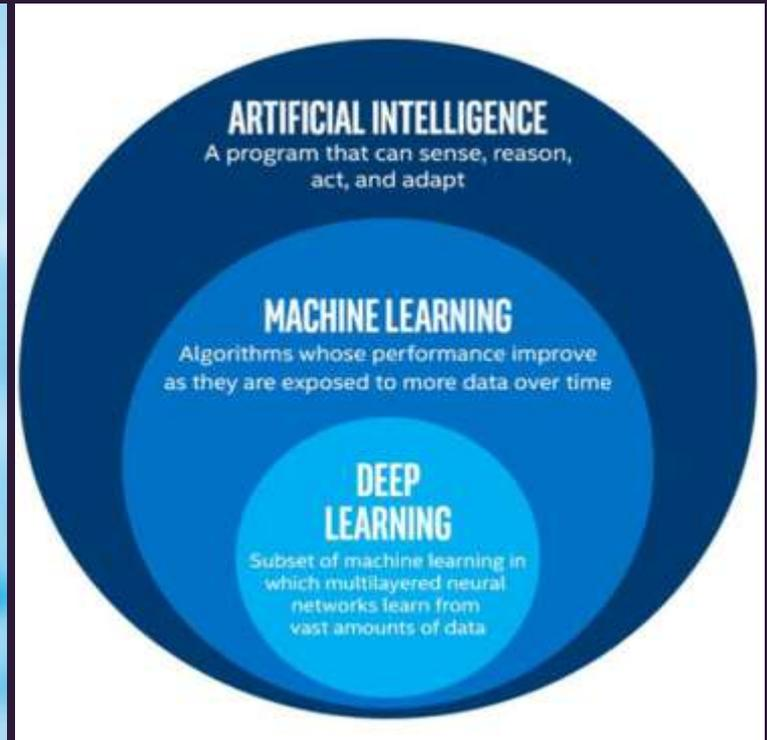 ARTIFICIAL INTELLIGENCE
A program that can sense, reason,
act, and adapt
MACHINE LEARNING
Algorithms whose performance improve
as they are exposed to more data over time
DEEP
LEARNING
Subset of machine learning in
which multilayered neural
networks learn from
vast amounts of data